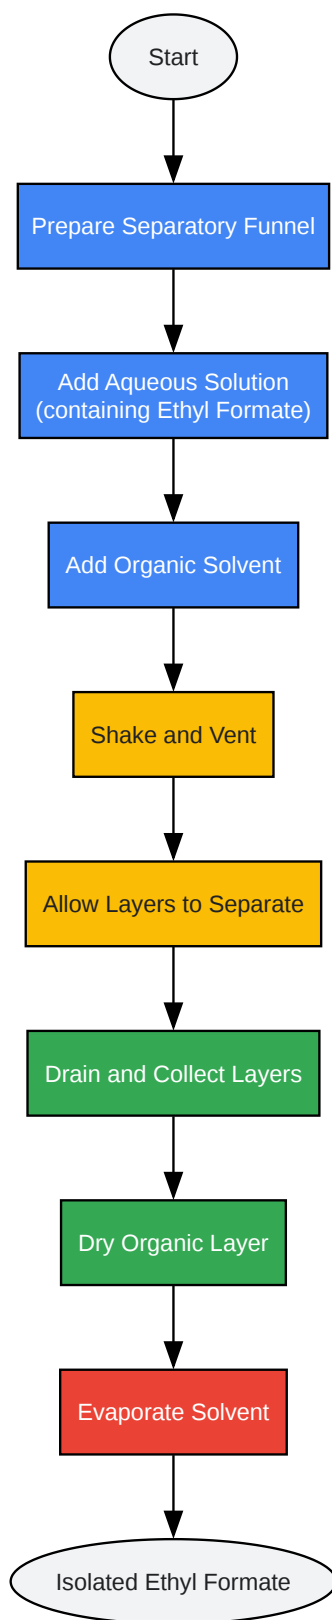 Start
Prepare Separatory Funnel
Add Aqueous Solution
(containing Ethyl Formate)
Add Organic Solvent
Shake and Vent
Allow Layers to Separate
Drain and Collect Layers
Dry Organic Layer
Evaporate Solvent
Isolated Ethyl Formate